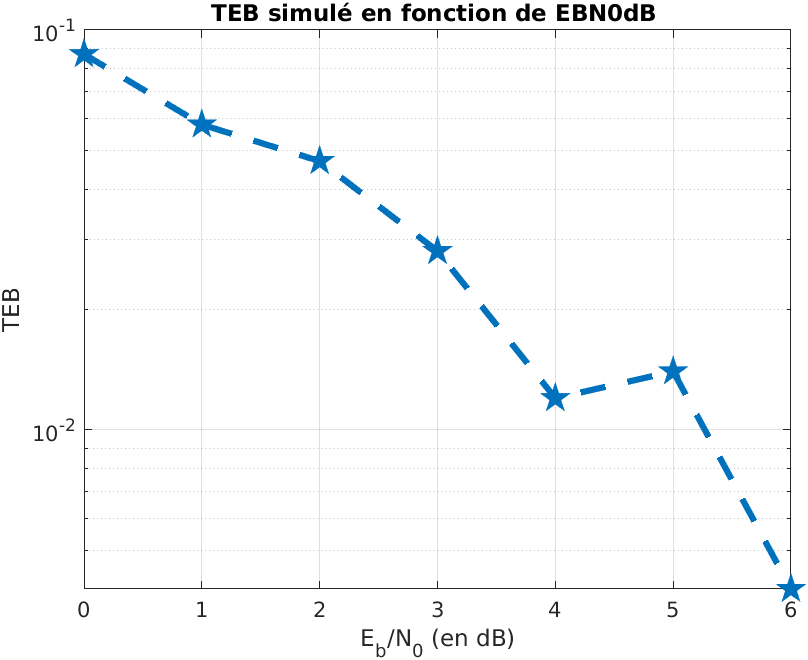 TEB simulé en fonction de EBN0dB
10⁻¹
10⁻²
TEB
0 1 2 3 4 5 6
E_b/N_0 (en dB)